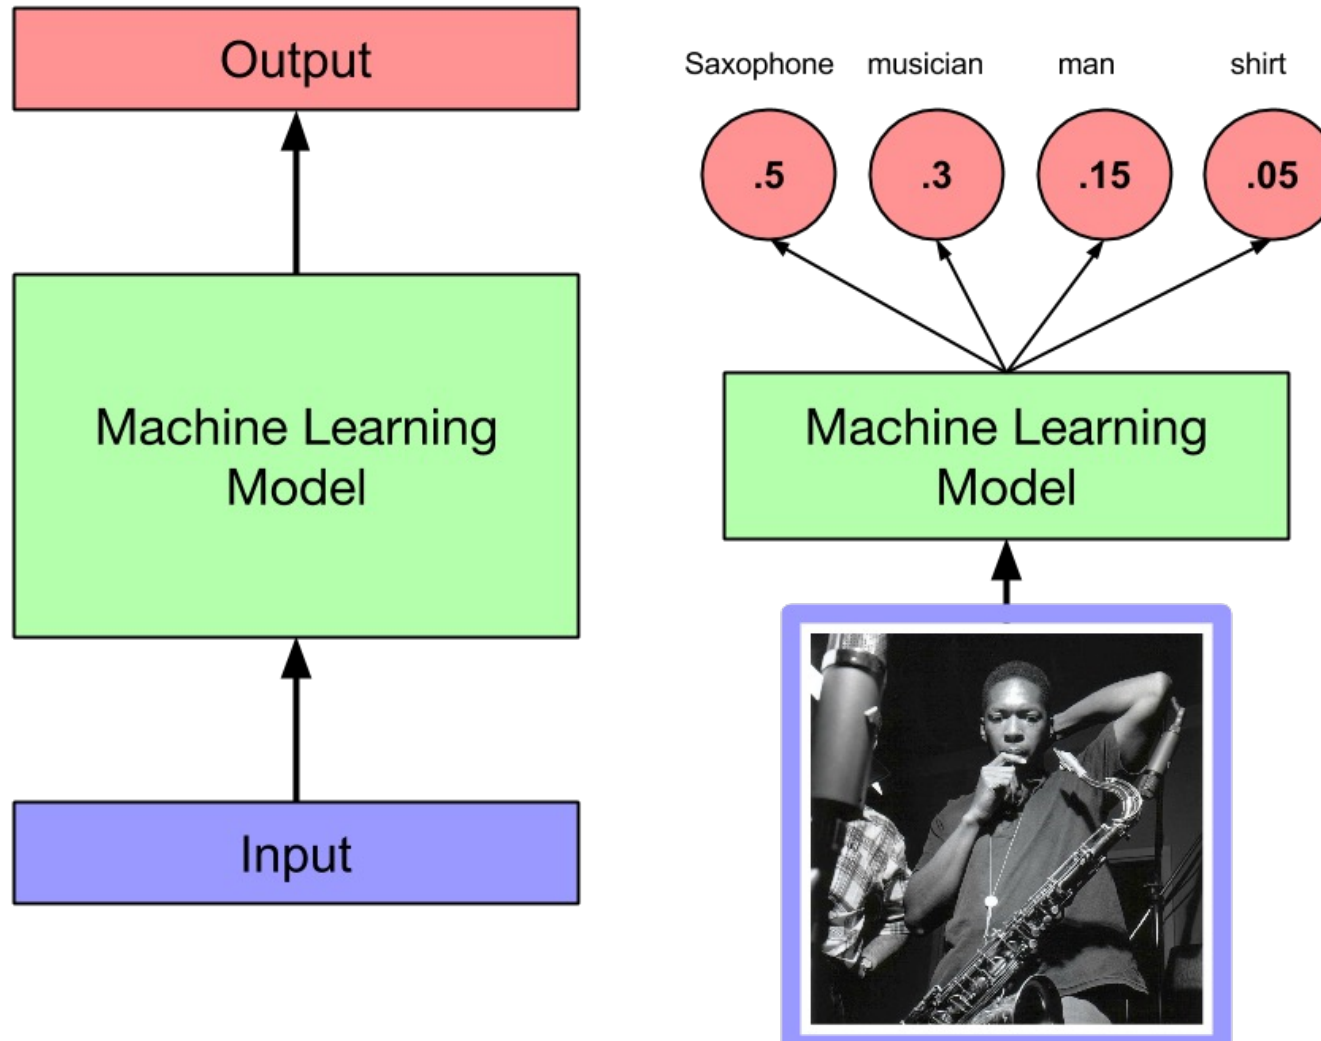 Output
Machine Learning
Model
Input
Saxophone musician man shirt
.5 .3 .15 .05
Machine Learning
Model